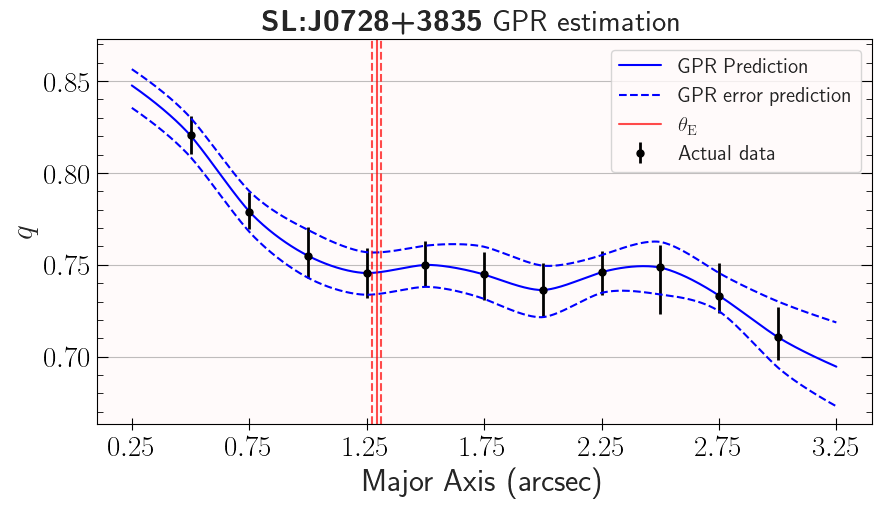 SL:J0728+3835 GPR estimation
GPR Prediction
GPR error prediction
θ_E
Actual data
0.85
0.80
0.75
0.70
q
0.25 0.75 1.25 1.75 2.25 2.75 3.25
Major Axis (arcsec)